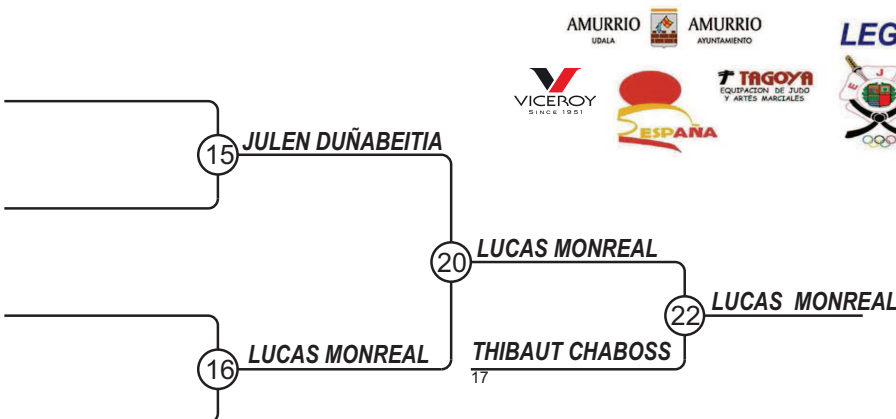 AMURRIO
UDALA
AMURRIO
AYUNTAMIENTO
LEG
VICEROY
SINCE 1951
ESPAÑA
TAGOYA
EQUIPACION DE JUDO
Y ARTES MARCIALES
E J
15 JULEN DUÑABEITIA
20 LUCAS MONREAL
22 LUCAS MONREAL
16 LUCAS MONREAL
THIBAUT CHABOSS
17